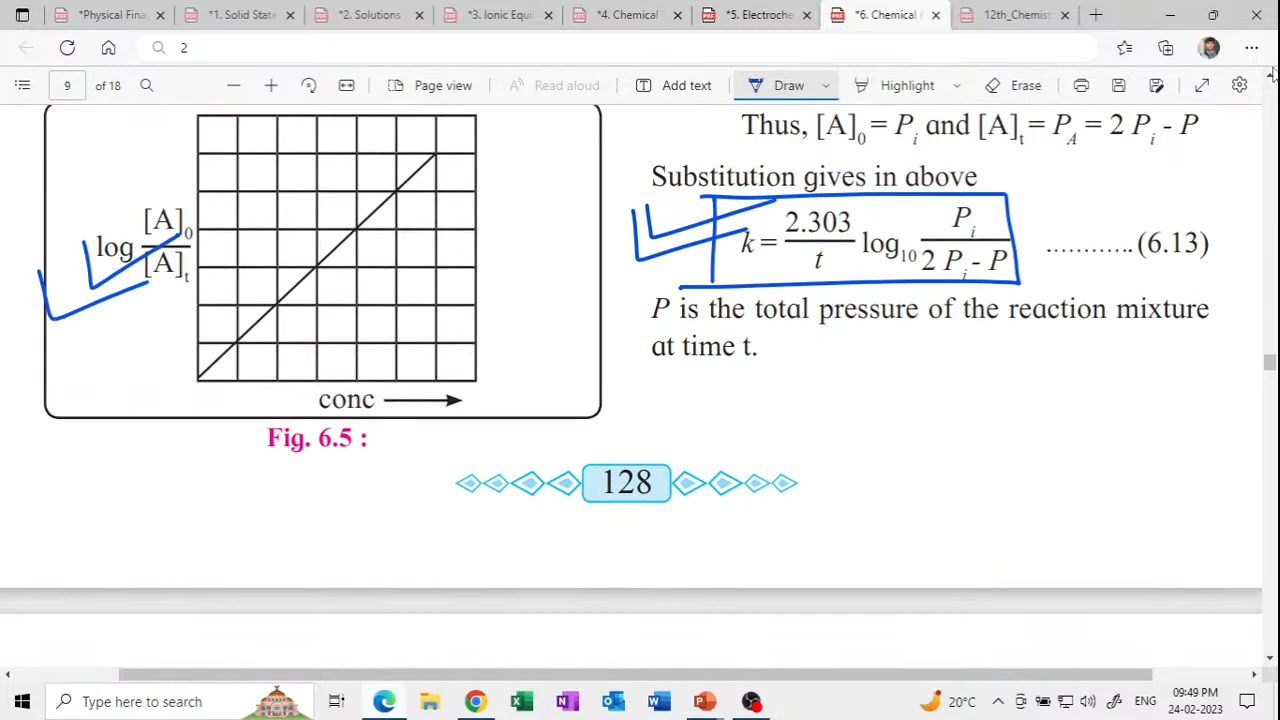 *Physical Fina
*1. Solid State
*2. Solutions
*3. Ionic Equil
*4. Chemical
*5. Electroche
*6. Chemical
12th_Chemist
2
9 of 18
Page view
Read aloud
Add text
Draw
Highlight
Erase
log [A]0 / [A]t
conc
Fig. 6.5 :
Thus, [A]0 = Pi and [A]t = PA = 2 Pi - P
Substitution gives in above
k = 2.303 / t log10 Pi / 2 Pi - P ........... (6.13)
P is the total pressure of the reaction mixture
at time t.
128
Type here to search
20°C
ENG
09:49 PM
24-02-2023